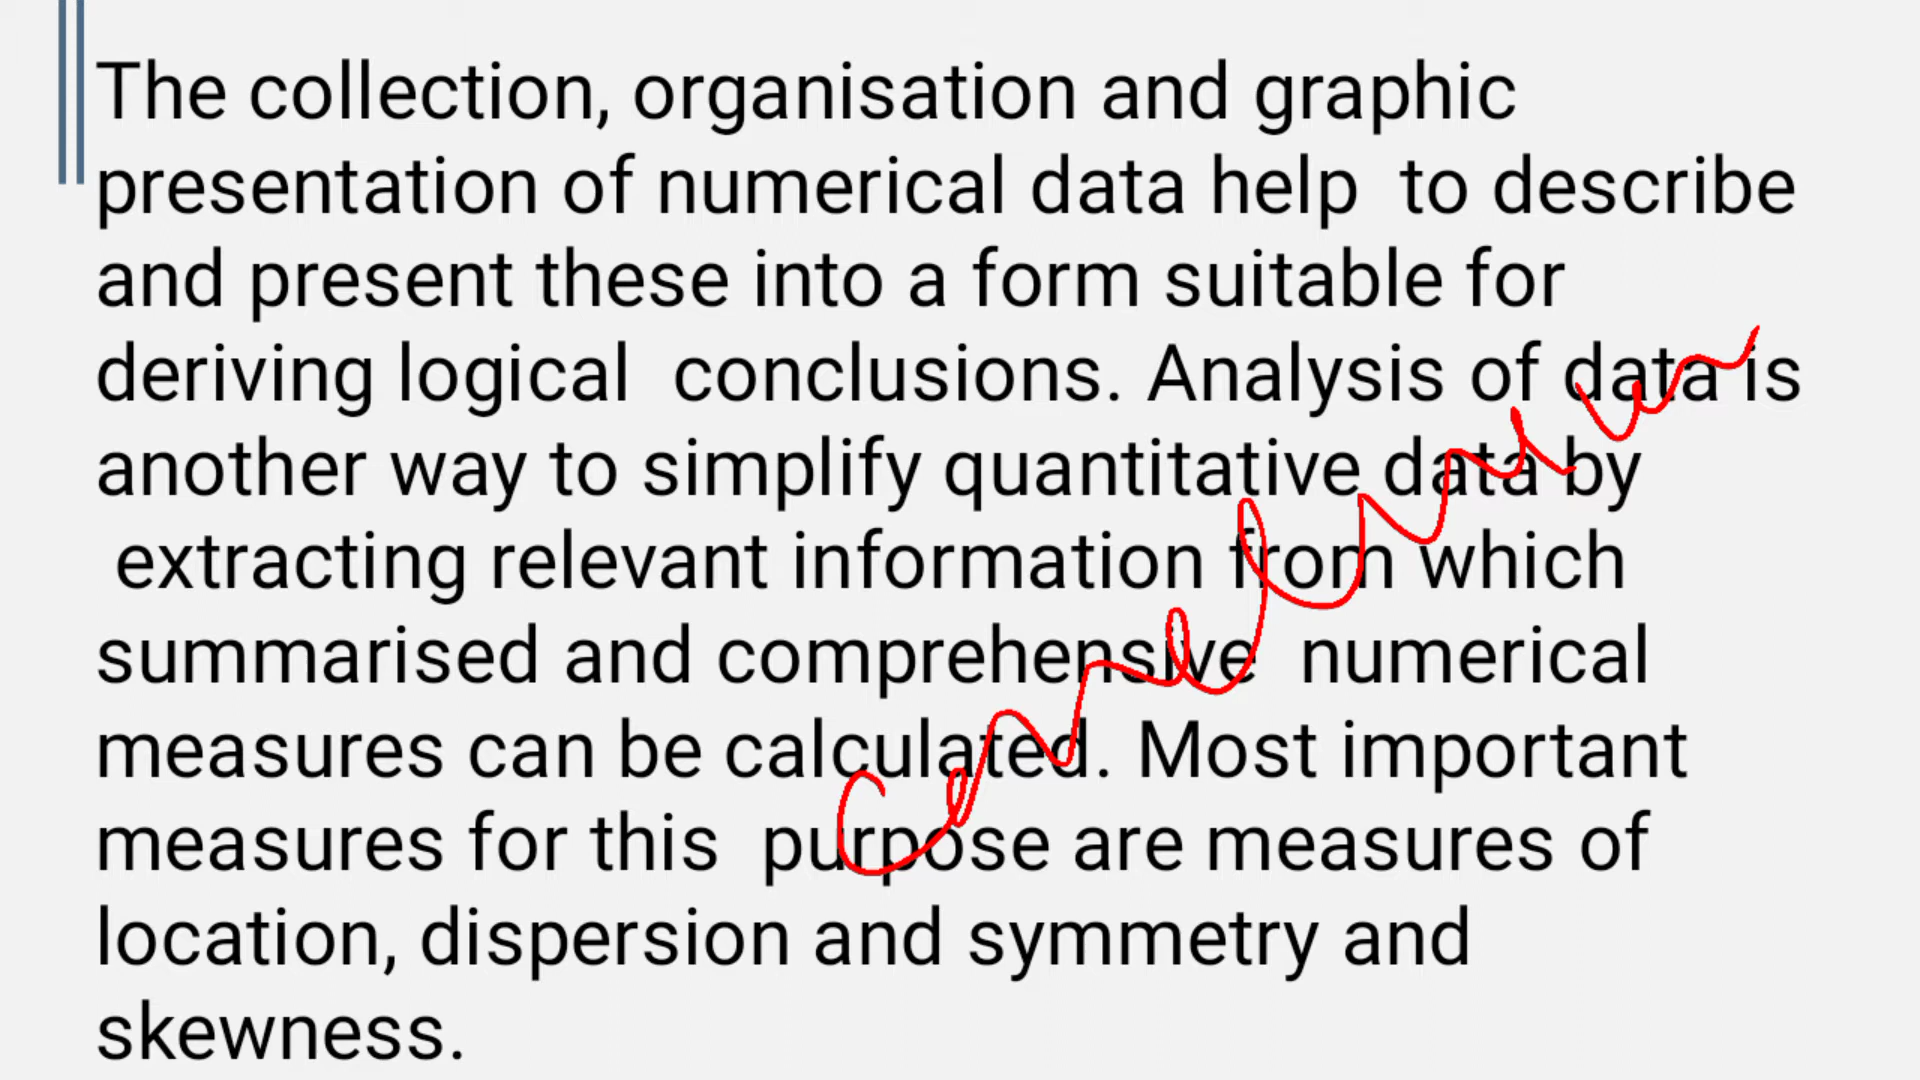 The collection, organisation and graphic
presentation of numerical data help  to describe
and present these into a form suitable for
deriving logical  conclusions. Analysis of data is
another way to simplify quantitative data by
extracting relevant information from which
summarised and comprehensive  numerical
measures can be calculated. Most important
measures for this  purpose are measures of
location, dispersion and symmetry and
skewness.